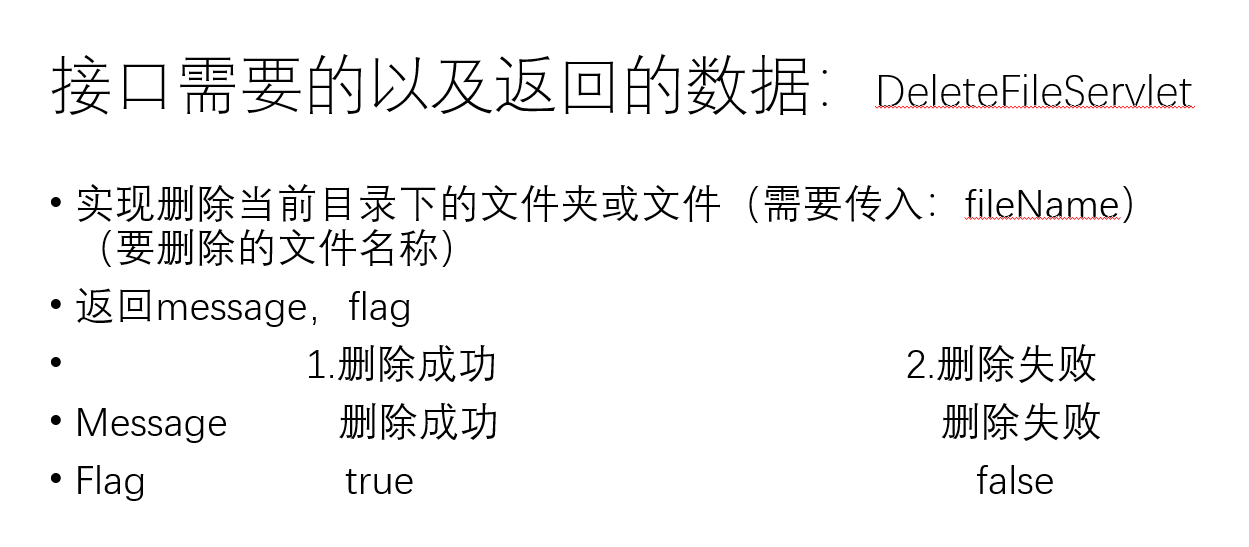 接口需要的以及返回的数据： DeleteFileServlet
• 实现删除当前目录下的文件夹或文件（需要传入：fileName）
（要删除的文件名称）
• 返回message，flag
• 1.删除成功 2.删除失败
• Message 删除成功 删除失败
• Flag true false